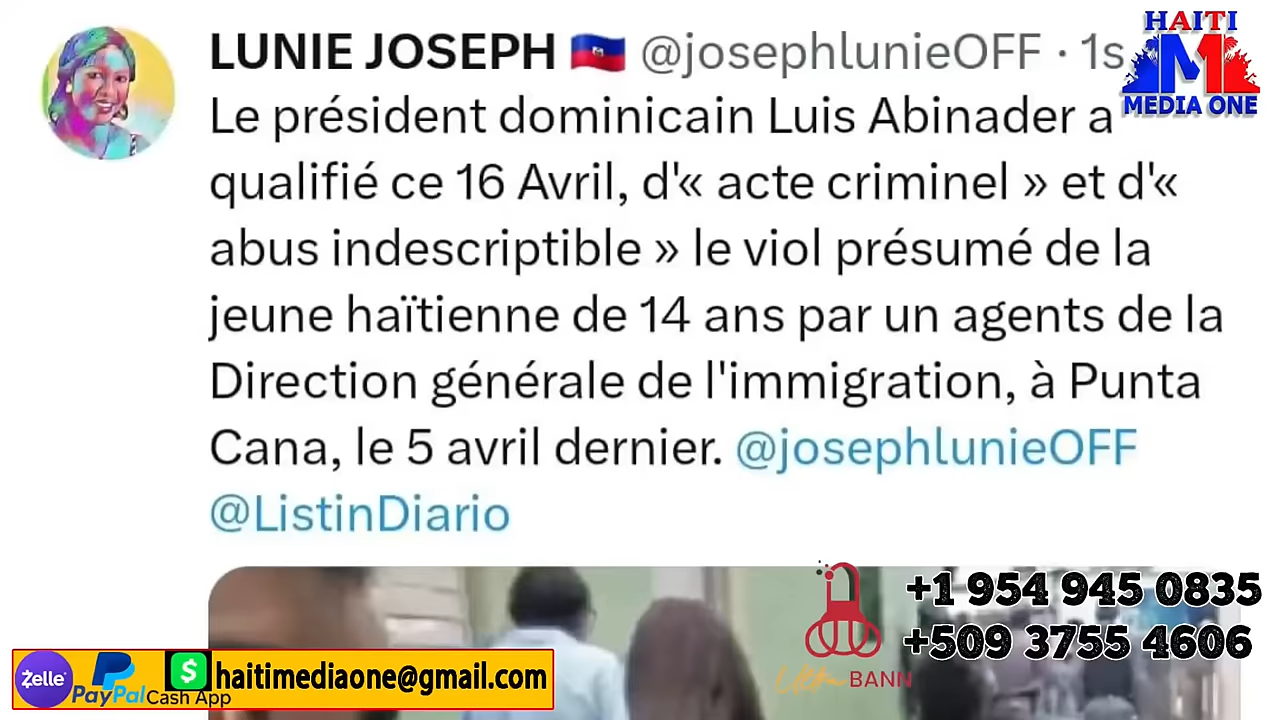 LUNIE JOSEPH @josephlunieOFF · 1s
HAITI
M
MEDIA ONE
Le président dominicain Luis Abinader a
qualifié ce 16 Avril, d'« acte criminel » et d'«
abus indescriptible » le viol présumé de la
jeune haïtienne de 14 ans par un agents de la
Direction générale de l'immigration, à Punta
Cana, le 5 avril dernier. @josephlunieOFF
@ListinDiario
+1 954 945 0835
+509 3755 4606
BANN
Zelle
PayPal
$
Cash App
haitimediaone@gmail.com